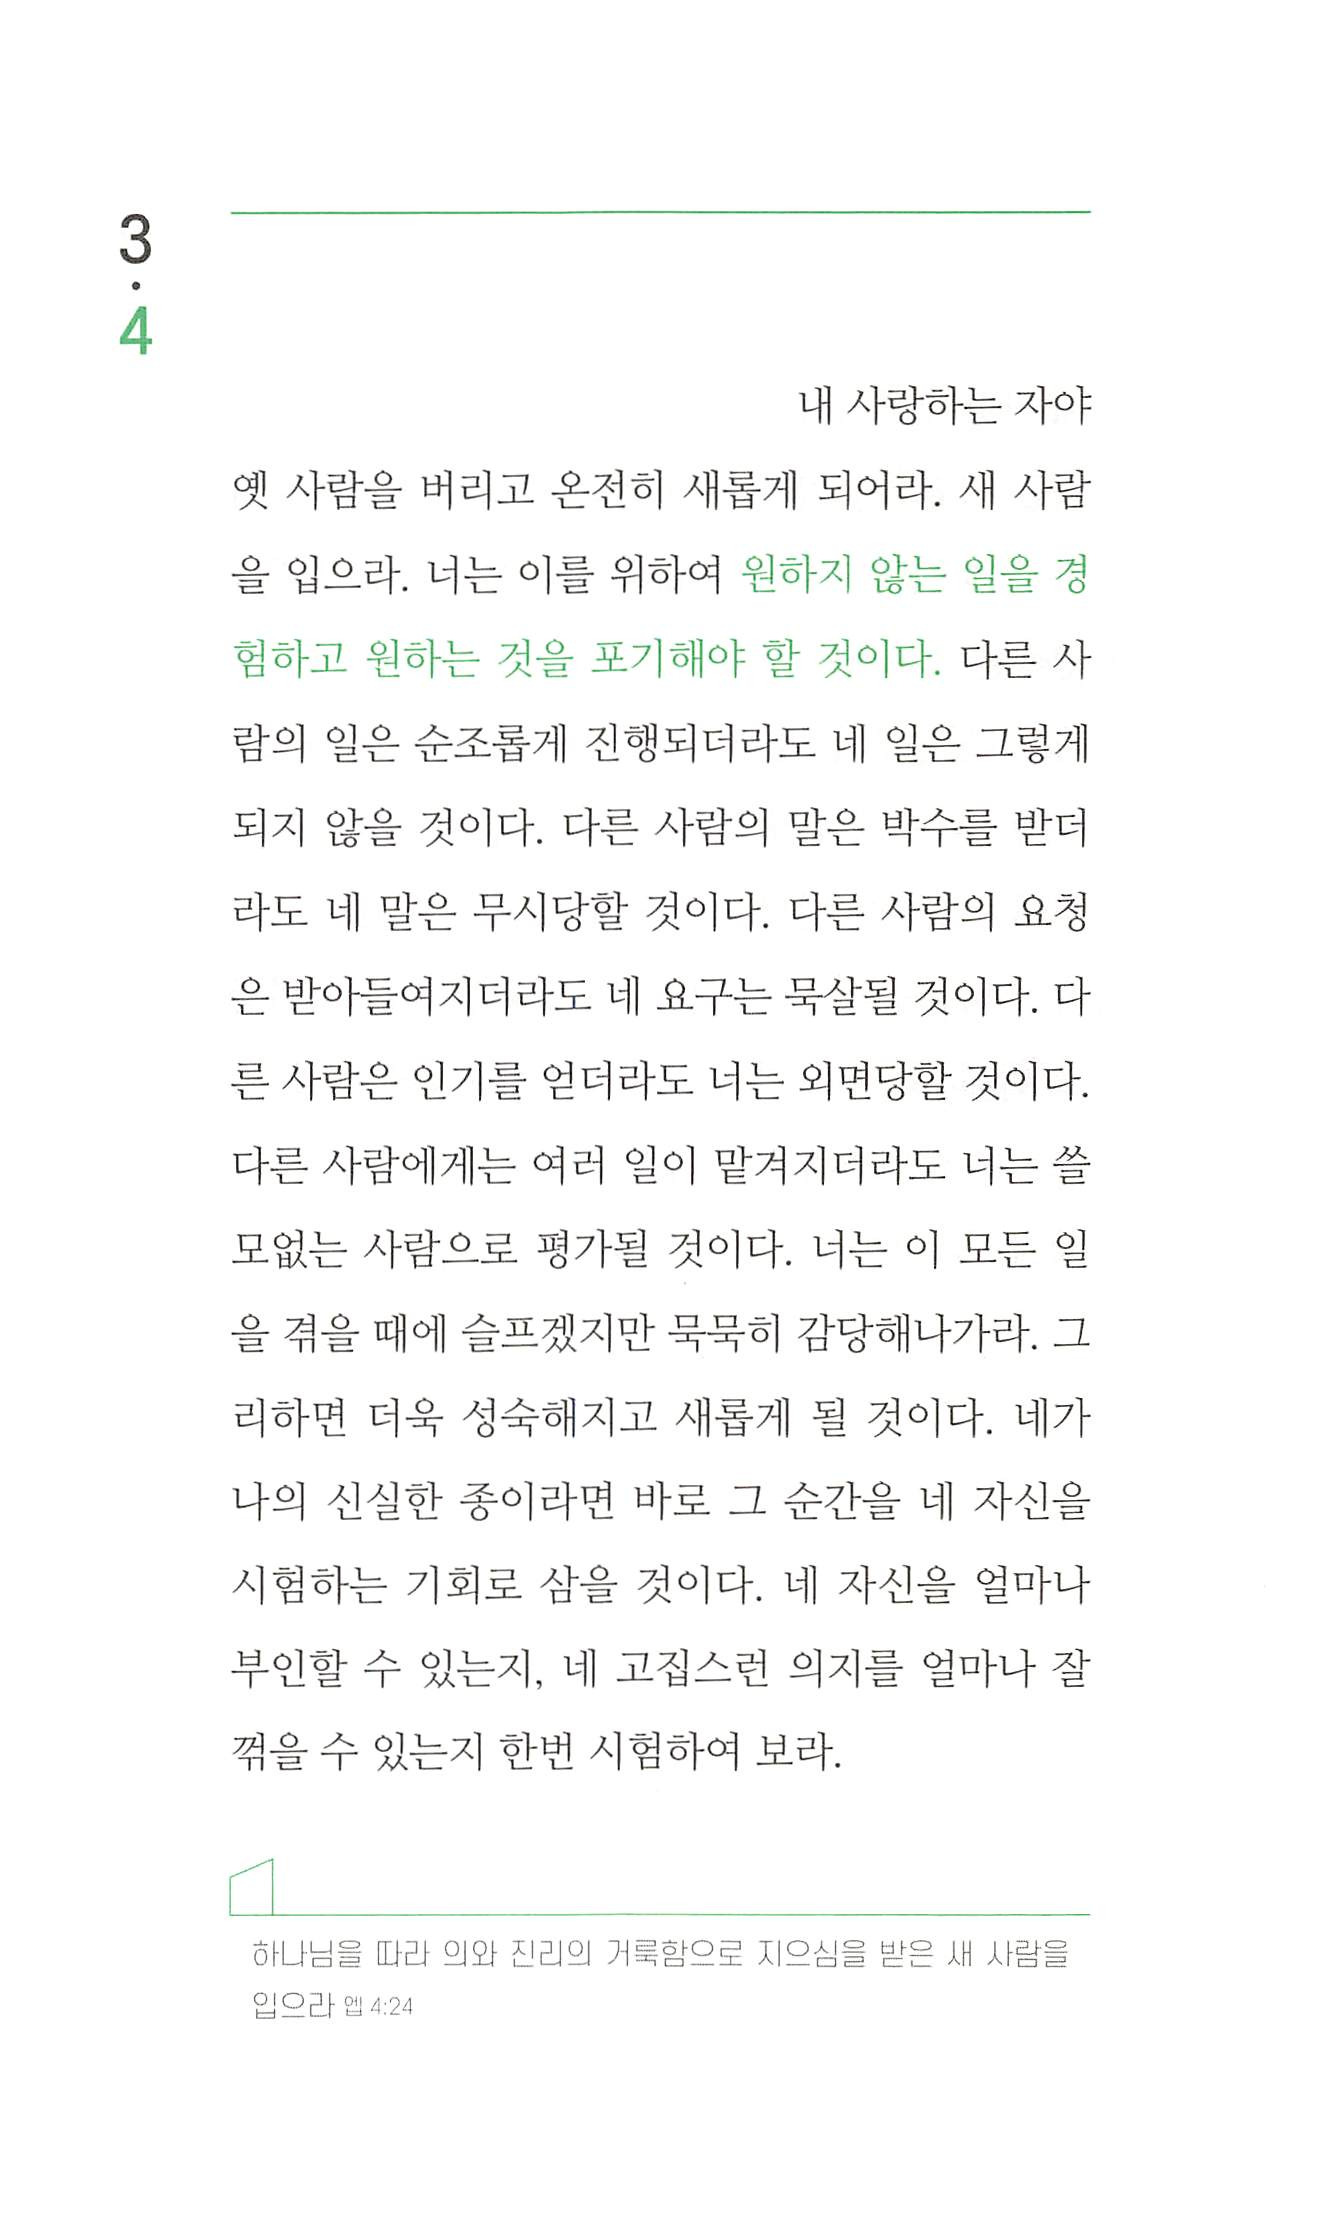 3
·
4
내 사랑하는 자야
옛 사람을 버리고 온전히 새롭게 되어라. 새 사람
을 입으라. 너는 이를 위하여 원하지 않는 일을 경
험하고 원하는 것을 포기해야 할 것이다. 다른 사
람의 일은 순조롭게 진행되더라도 네 일은 그렇게
되지 않을 것이다. 다른 사람의 말은 박수를 받더
라도 네 말은 무시당할 것이다. 다른 사람의 요청
은 받아들여지더라도 네 요구는 묵살될 것이다. 다
른 사람은 인기를 얻더라도 너는 외면당할 것이다.
다른 사람에게는 여러 일이 맡겨지더라도 너는 쓸
모없는 사람으로 평가될 것이다. 너는 이 모든 일
을 겪을 때에 슬프겠지만 묵묵히 감당해나가라. 그
리하면 더욱 성숙해지고 새롭게 될 것이다. 네가
나의 신실한 종이라면 바로 그 순간을 네 자신을
시험하는 기회로 삼을 것이다. 네 자신을 얼마나
부인할 수 있는지, 네 고집스런 의지를 얼마나 잘
꺾을 수 있는지 한번 시험하여 보라.
하나님을 따라 의와 진리의 거룩함으로 지으심을 받은 새 사람을
입으라 엡 4:24